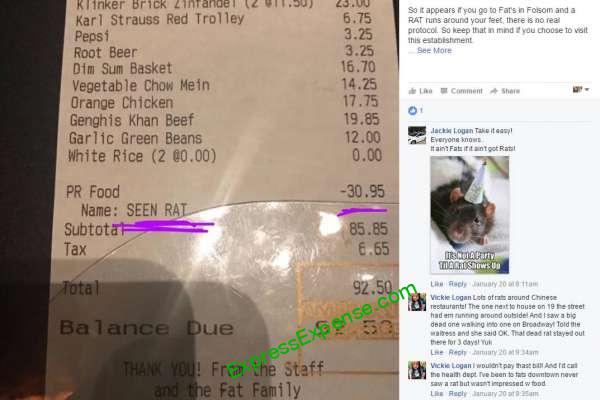 Klinker Brick Zinfandel (2 @11.50) 23.00
Karl Strauss Red Trolley 6.75
Pepsi 3.25
Root Beer 3.25
Dim Sum Basket 16.70
Vegetable Chow Mein 14.25
Orange Chicken 17.75
Genghis Khan Beef 19.85
Garlic Green Beans 12.00
White Rice (2 @0.00) 0.00
PR Food -30.95
Name: SEEN RAT
Subtotal 85.85
Tax 6.65
Total 92.50
Balance Due
THANK YOU! From the Staff
and the Fat Family
ExpressExpense.com
So it appears if you go to Fat's in Folsom and a
RAT runs around your feet, there is no real
protocol. So keep that in mind if you choose to visit
this establishment.
... See More
Like Comment Share
1
Jackie Logan Take it easy!
Everyone knows..
It ain't Fats if it ain't got Rats!
It's Not A Party
Til A Rat Shows Up
Like · Reply · January 20 at 8:11am
Vickie Logan Lots of rats around Chinese
restaurants! The one next to house on 19 the street
had em running around outside! And I saw a big
dead one walking into one on Broadway! Told the
waitress and she said OK. That dead rat stayed out
there for 3 days! Yuk
Like · Reply · January 20 at 9:34am
Vickie Logan I wouldn't pay thast bill! And I'd call
the health dept. I've been to fats downtown never
saw a rat but wasn't impressed w food.
Like · Reply · January 20 at 9:35am